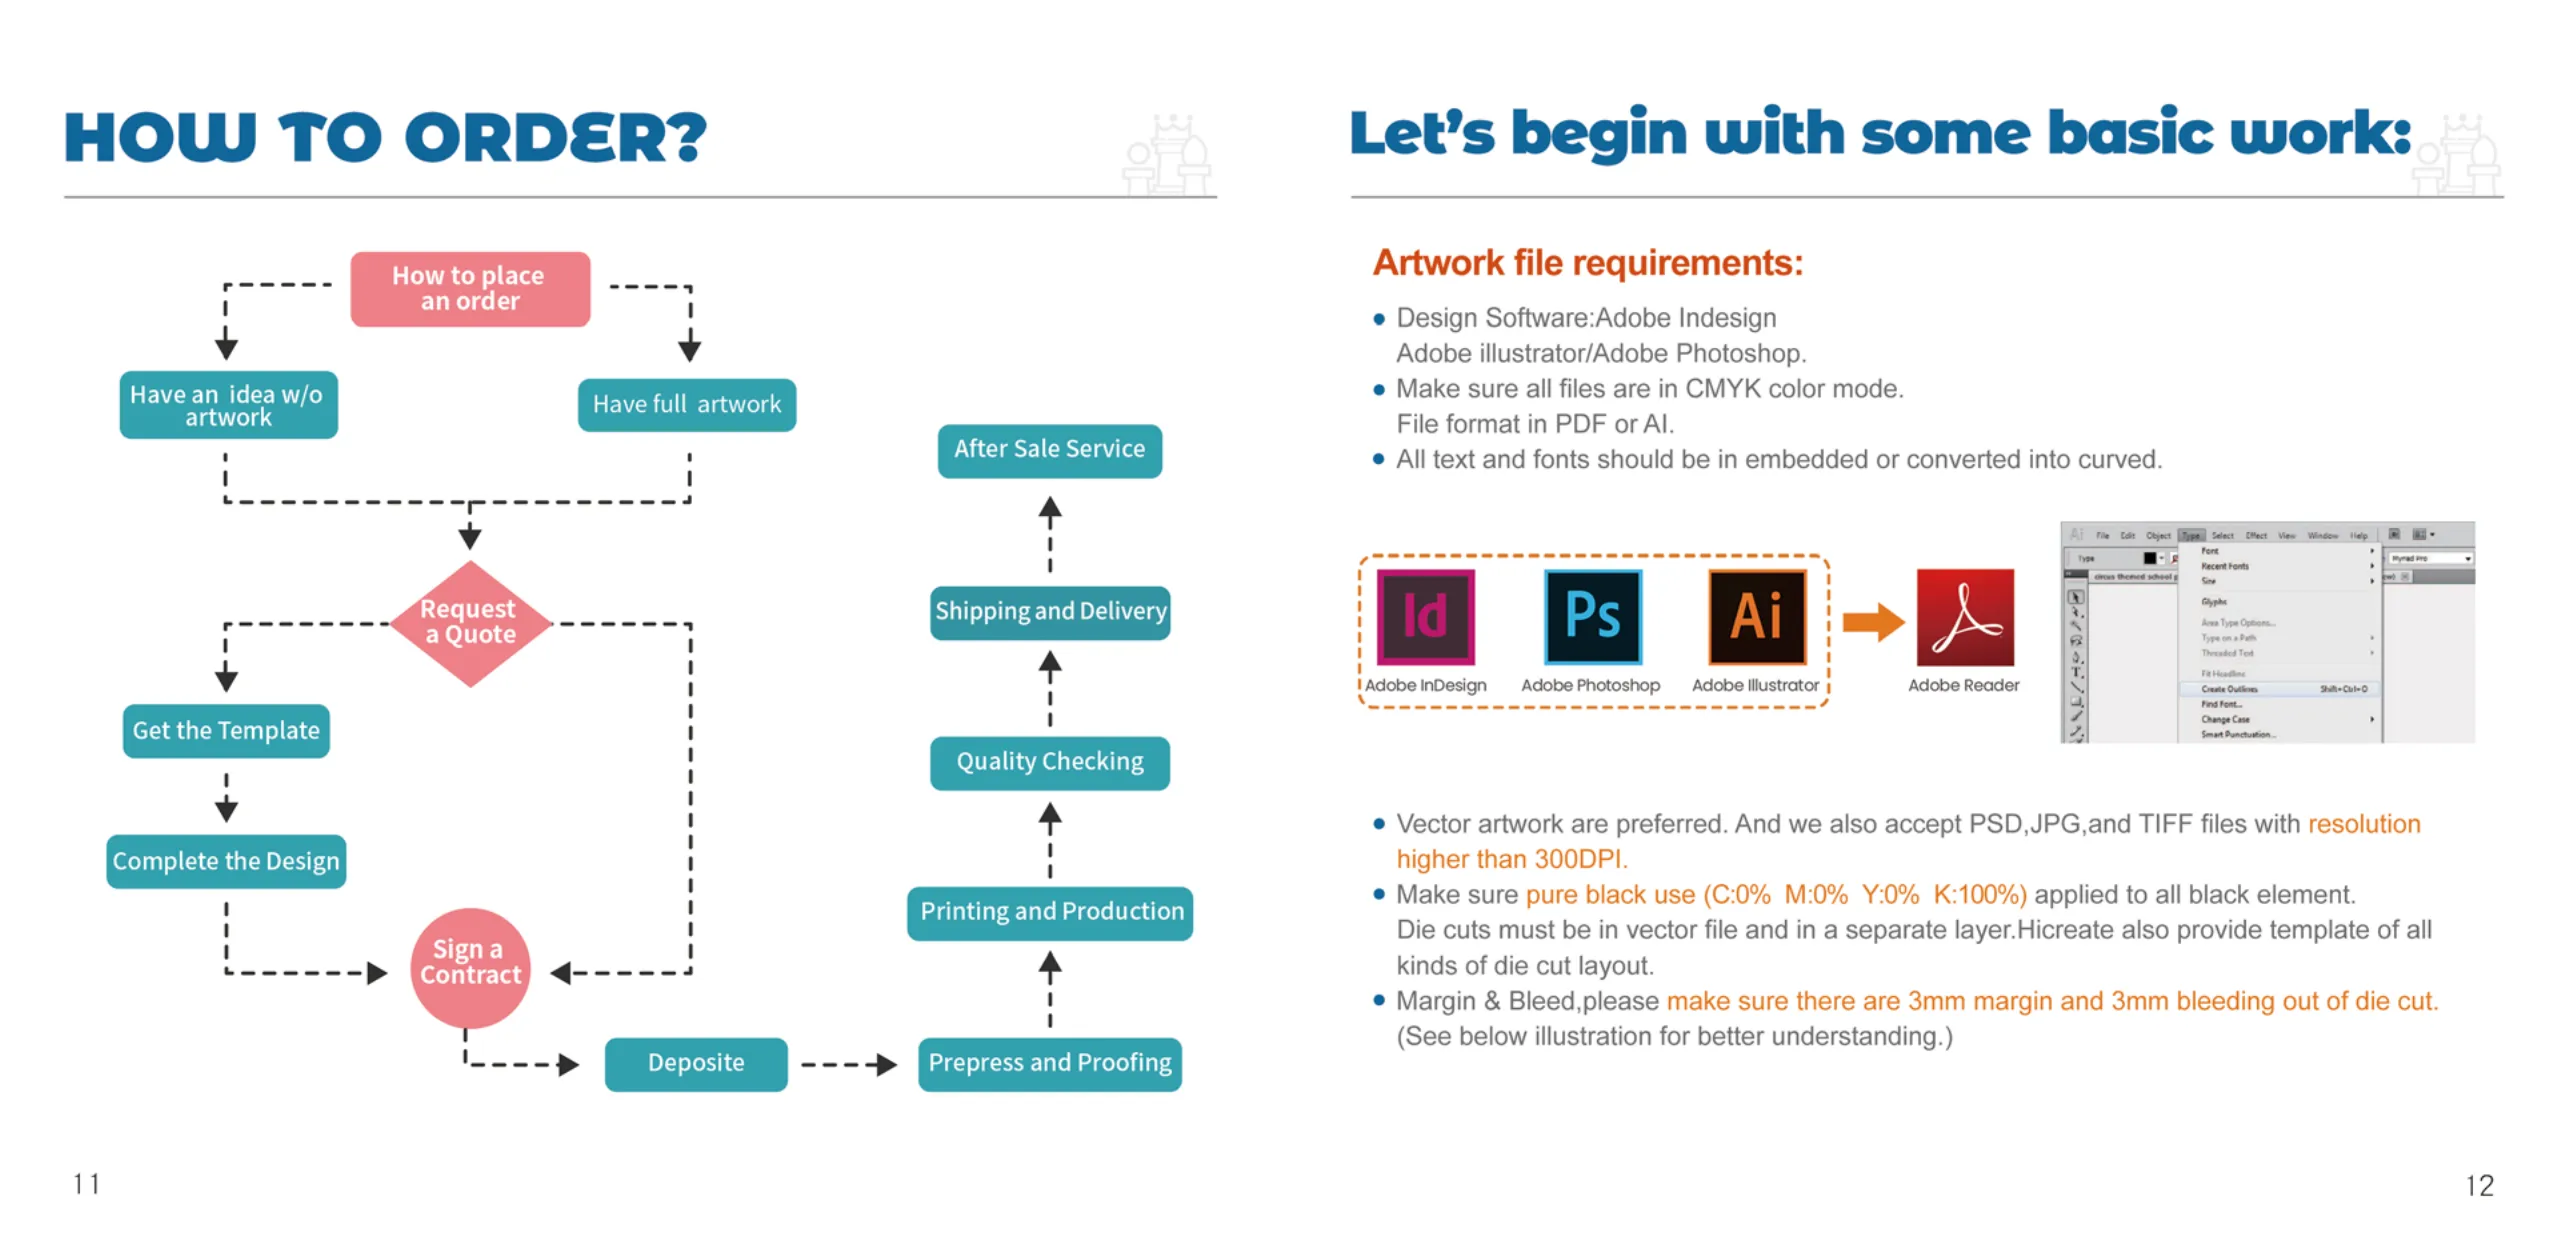 HOW TO ORDER?
How to place
an order
Have an idea w/o
artwork
Have full artwork
Request
a Quote
Get the Template
Complete the Design
Sign a
Contract
Deposite
Prepress and Proofing
Printing and Production
Quality Checking
Shipping and Delivery
After Sale Service
11
Let's begin with some basic work:
Artwork file requirements:
Design Software:Adobe Indesign
Adobe illustrator/Adobe Photoshop.
Make sure all files are in CMYK color mode.
File format in PDF or AI.
All text and fonts should be in embedded or converted into curved.
Id
Ps
Ai
Adobe InDesign
Adobe Photoshop
Adobe Illustrator
Adobe Reader
Ai File Edit Object Type Select Effect View Window Help
Type
Myriad Pro
circus themed school
Font
Recent Fonts
Size
Glyphs
Area Type Options...
Type on a Path
Threaded Text
Fit Headline
Create Outlines Shift+Ctrl+O
Find Font...
Change Case
Smart Punctuation...
Vector artwork are preferred. And we also accept PSD,JPG,and TIFF files with resolution
higher than 300DPI.
Make sure pure black use (C:0% M:0% Y:0% K:100%) applied to all black element.
Die cuts must be in vector file and in a separate layer.Hicreate also provide template of all
kinds of die cut layout.
Margin & Bleed,please make sure there are 3mm margin and 3mm bleeding out of die cut.
(See below illustration for better understanding.)
12